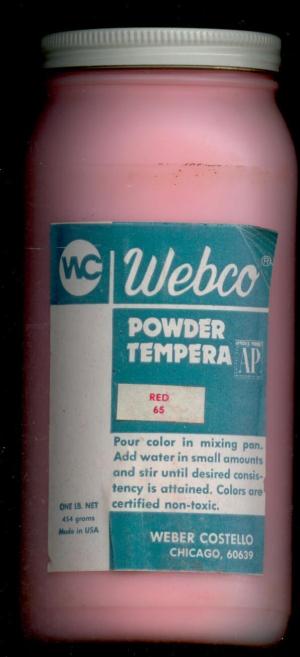 WC
Webco®
POWDER
TEMPERA
AP
RED
65
Pour color in mixing pan.
Add water in small amounts
and stir until desired consis-
tency is attained. Colors are
certified non-toxic.
ONE LB. NET
454 grams
Made in USA
WEBER COSTELLO
CHICAGO, 60639